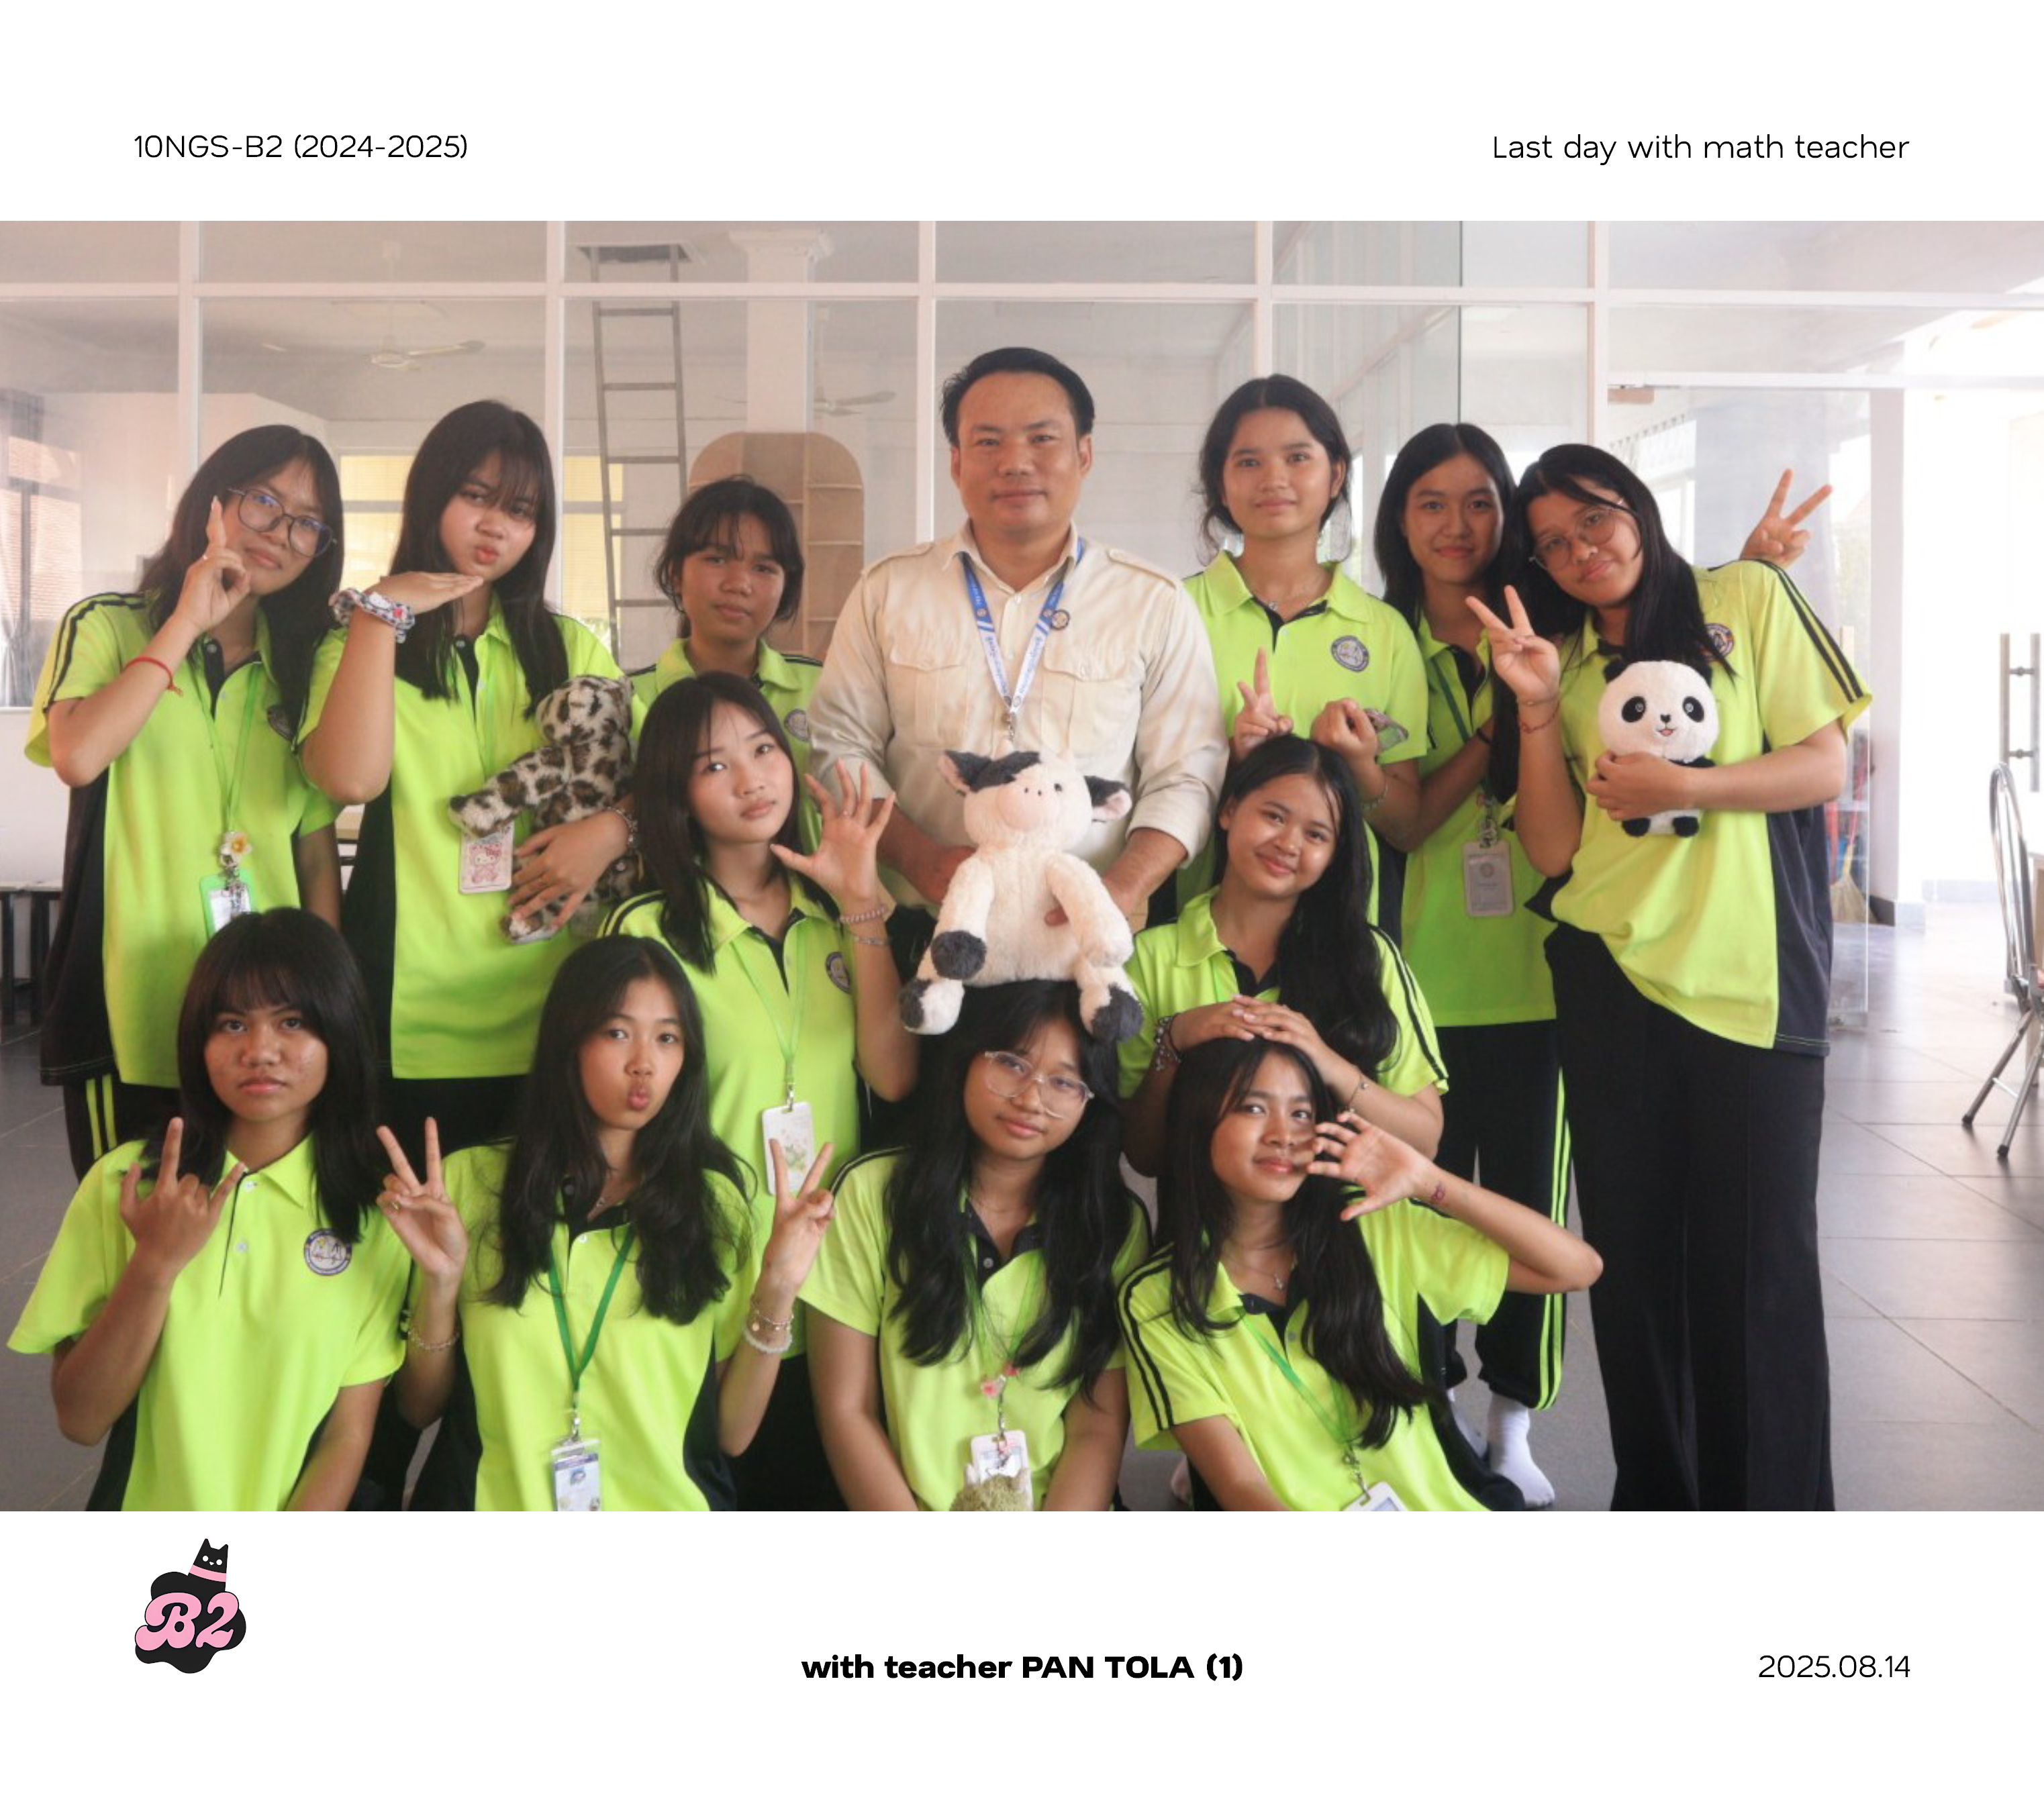 10NGS-B2 (2024-2025)
Last day with math teacher
B2
with teacher PAN TOLA (1)
2025.08.14